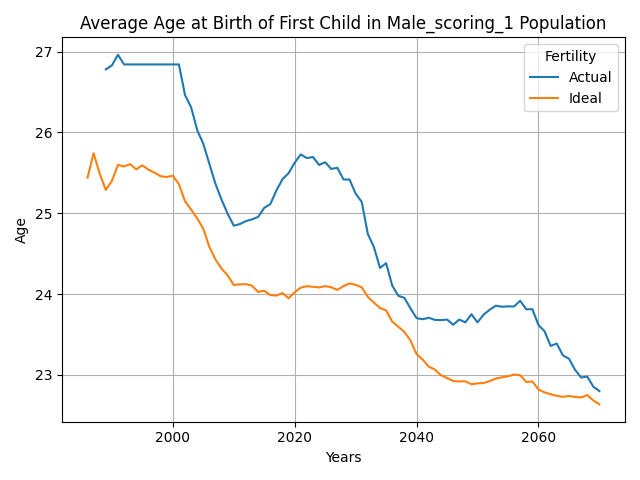 Average Age at Birth of First Child in Male_scoring_1 Population
Fertility
Actual
Ideal
27
26
25
24
23
Age
2000 2020 2040 2060
Years